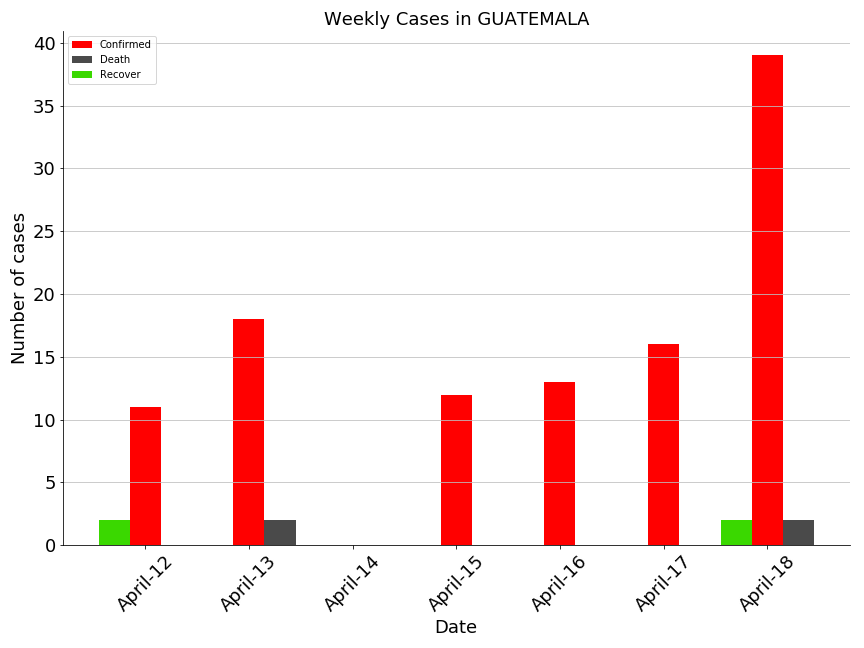 Weekly Cases in GUATEMALA
Confirmed
Death
Recover
Number of cases
40
35
30
25
20
15
10
5
0
April-12
April-13
April-14
April-15
April-16
April-17
April-18
Date